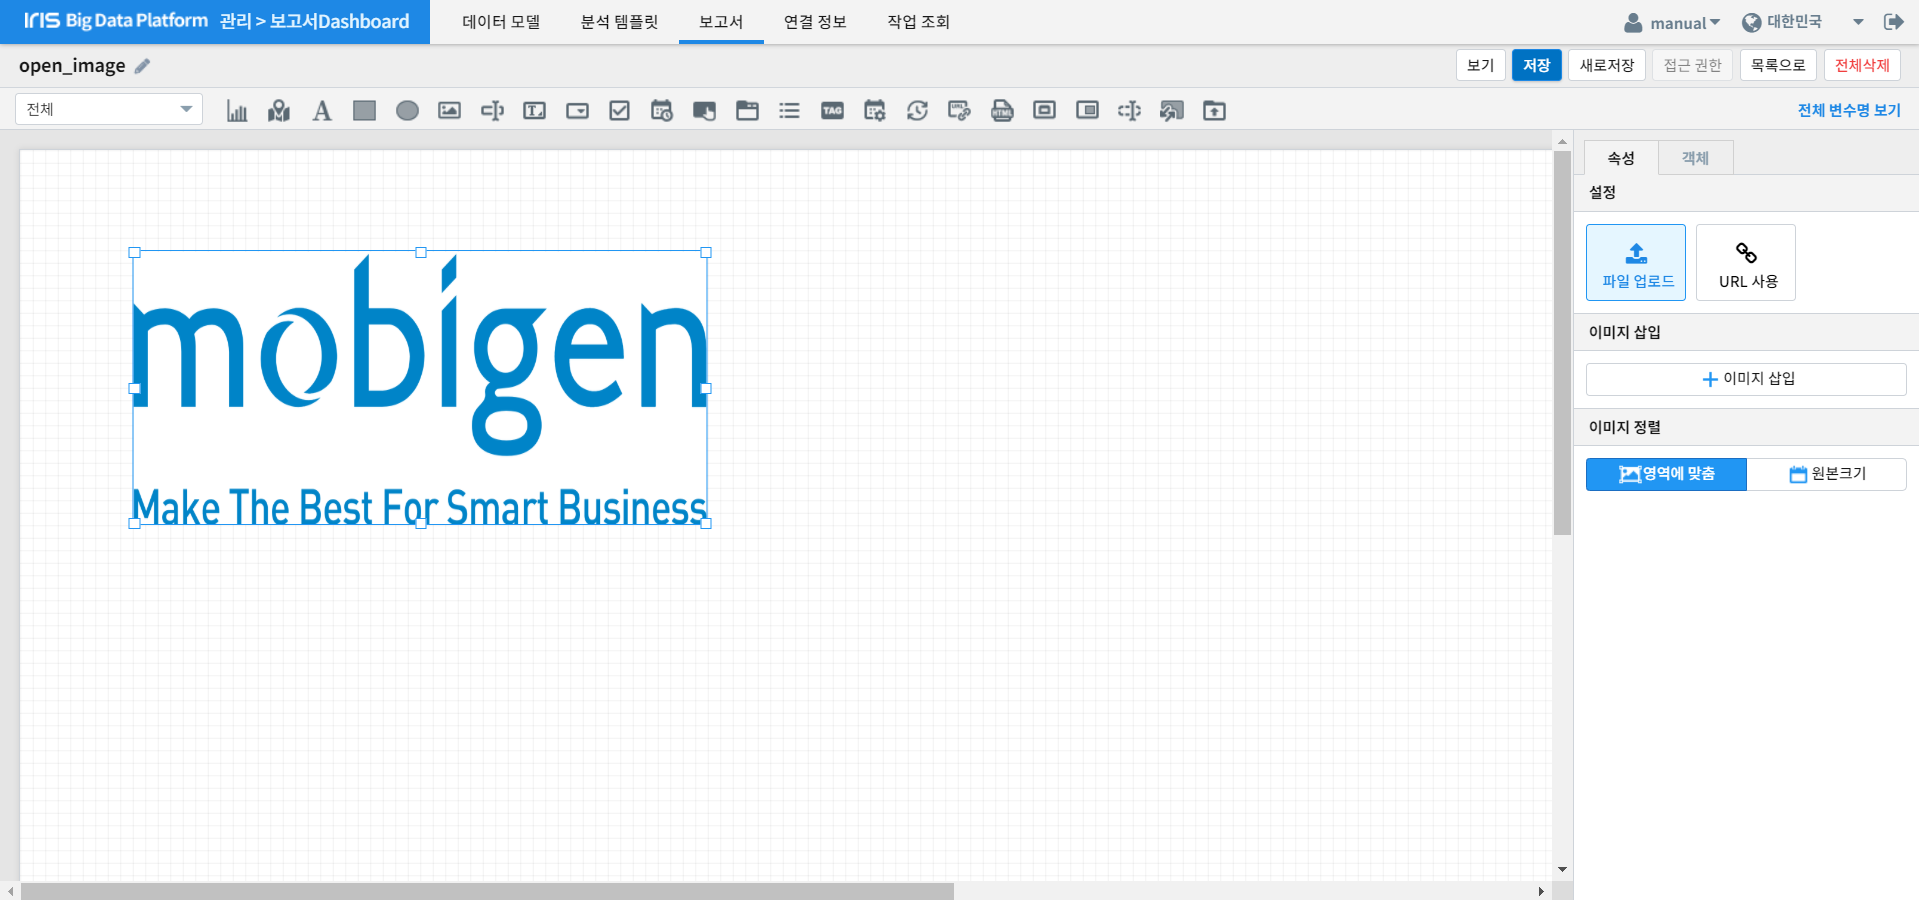 IRIS Big Data Platform 관리 > 보고서Dashboard 데이터 모델 분석 템플릿 보고서 연결 정보 작업 조회 manual 대한민국
open_image 보기 저장 새로저장 접근 권한 목록으로 전체삭제
전체 A T TAG URL HTML 전체 변수명 보기
속성 객체
설정
파일 업로드 URL 사용
이미지 삽입
이미지 삽입
이미지 정렬
영역에 맞춤 원본크기
mobigen
Make The Best For Smart Business